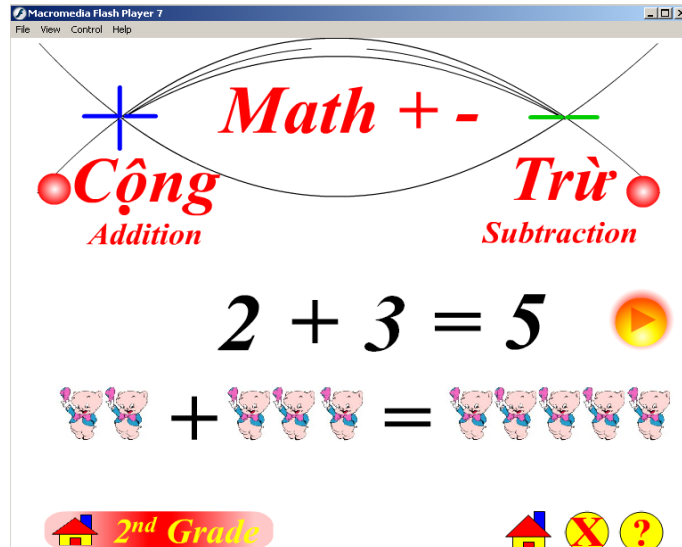 Macromedia Flash Player 7
File View Control Help
Math + -
Cộng Trừ
Addition Subtraction
2 + 3 = 5
+ =
2nd Grade X ?